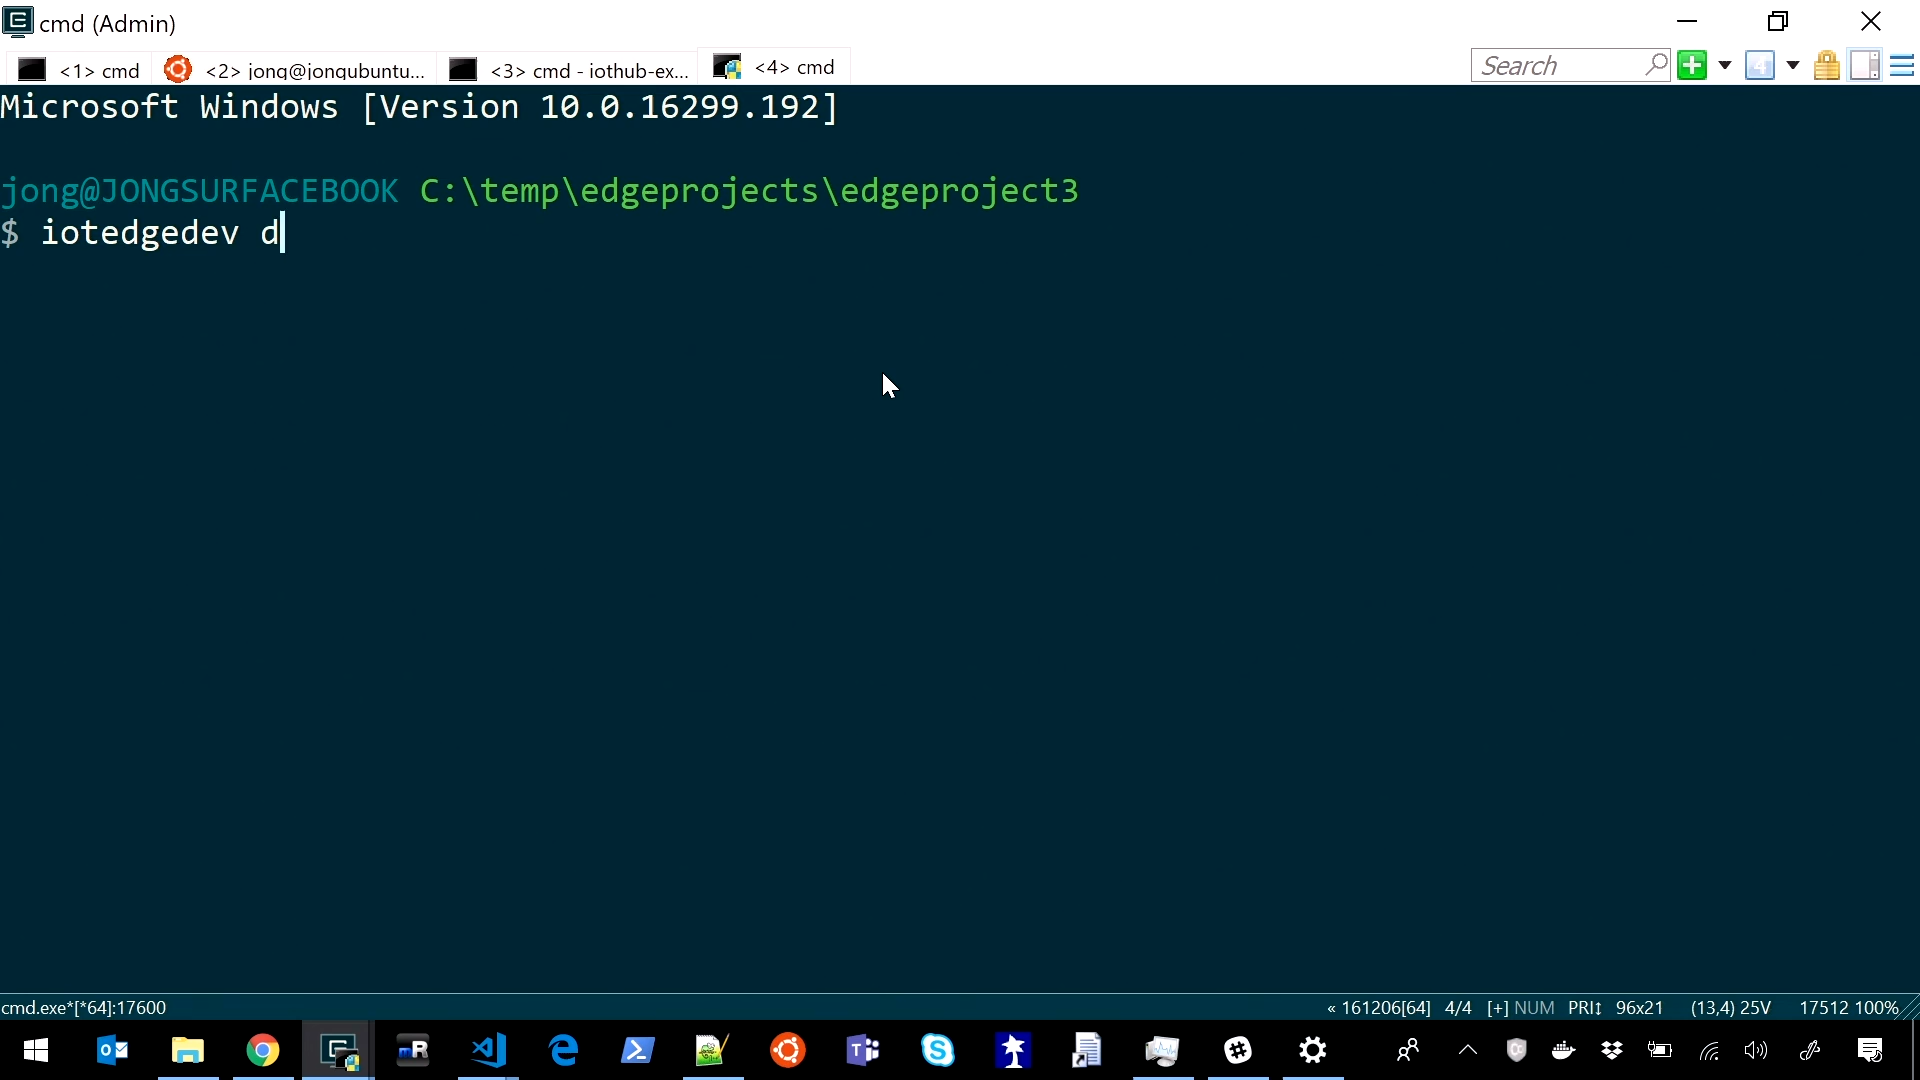 cmd (Admin)
<1> cmd
<2> jong@jongubuntu...
<3> cmd - iothub-ex...
<4> cmd
Search
4
Microsoft Windows [Version 10.0.16299.192]
jong@JONGSURFACEBOOK C:\temp\edgeprojects\edgeproject3
$ iotedgedev d
cmd.exe*[*64]:17600
« 161206[64] 4/4 [+] NUM PRI↕ 96x21 (13,4) 25V 17512 100%